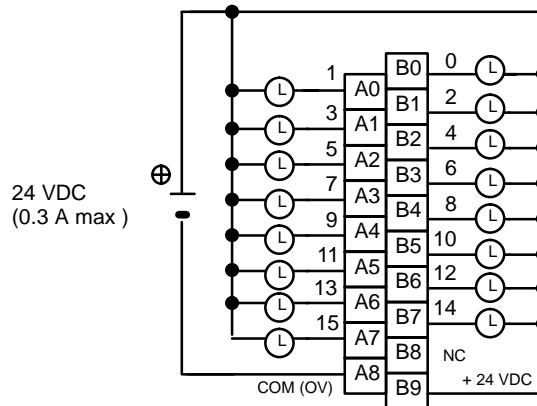 B0 0 L
1 L A0
B1 2 L
3 L A1
B2 4 L
5 L A2
B3 6 L
7 L A3
B4 8 L
9 L A4
B5 10 L
11 L A5
B6 12 L
13 L A6
B7 14 L
15 L A7
B8 NC
COM (OV) A8
B9 + 24 VDC
24 VDC
(0.3 A max )